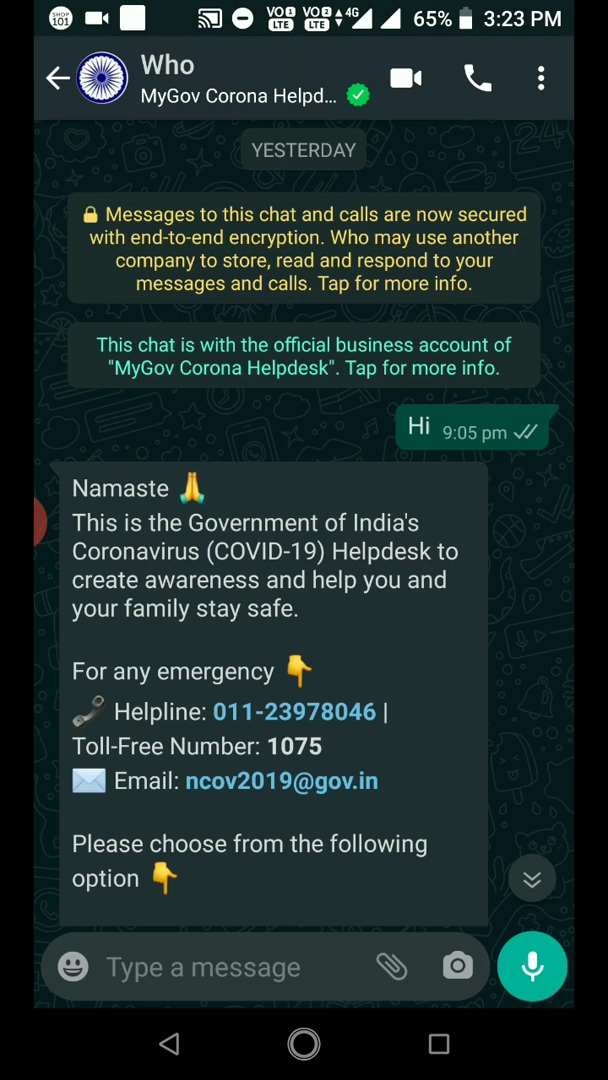 SHOP
101
VO 1
LTE
VO 2
LTE
4G
65%
3:23 PM
Who
MyGov Corona Helpd...
YESTERDAY
🔒 Messages to this chat and calls are now secured
with end-to-end encryption. Who may use another
company to store, read and respond to your
messages and calls. Tap for more info.
This chat is with the official business account of
"MyGov Corona Helpdesk". Tap for more info.
Hi 9:05 pm
Namaste 🙏
This is the Government of India's
Coronavirus (COVID-19) Helpdesk to
create awareness and help you and
your family stay safe.
For any emergency 👇
📞 Helpline: 011-23978046 |
Toll-Free Number: 1075
✉️ Email: ncov2019@gov.in
Please choose from the following
option 👇
Type a message